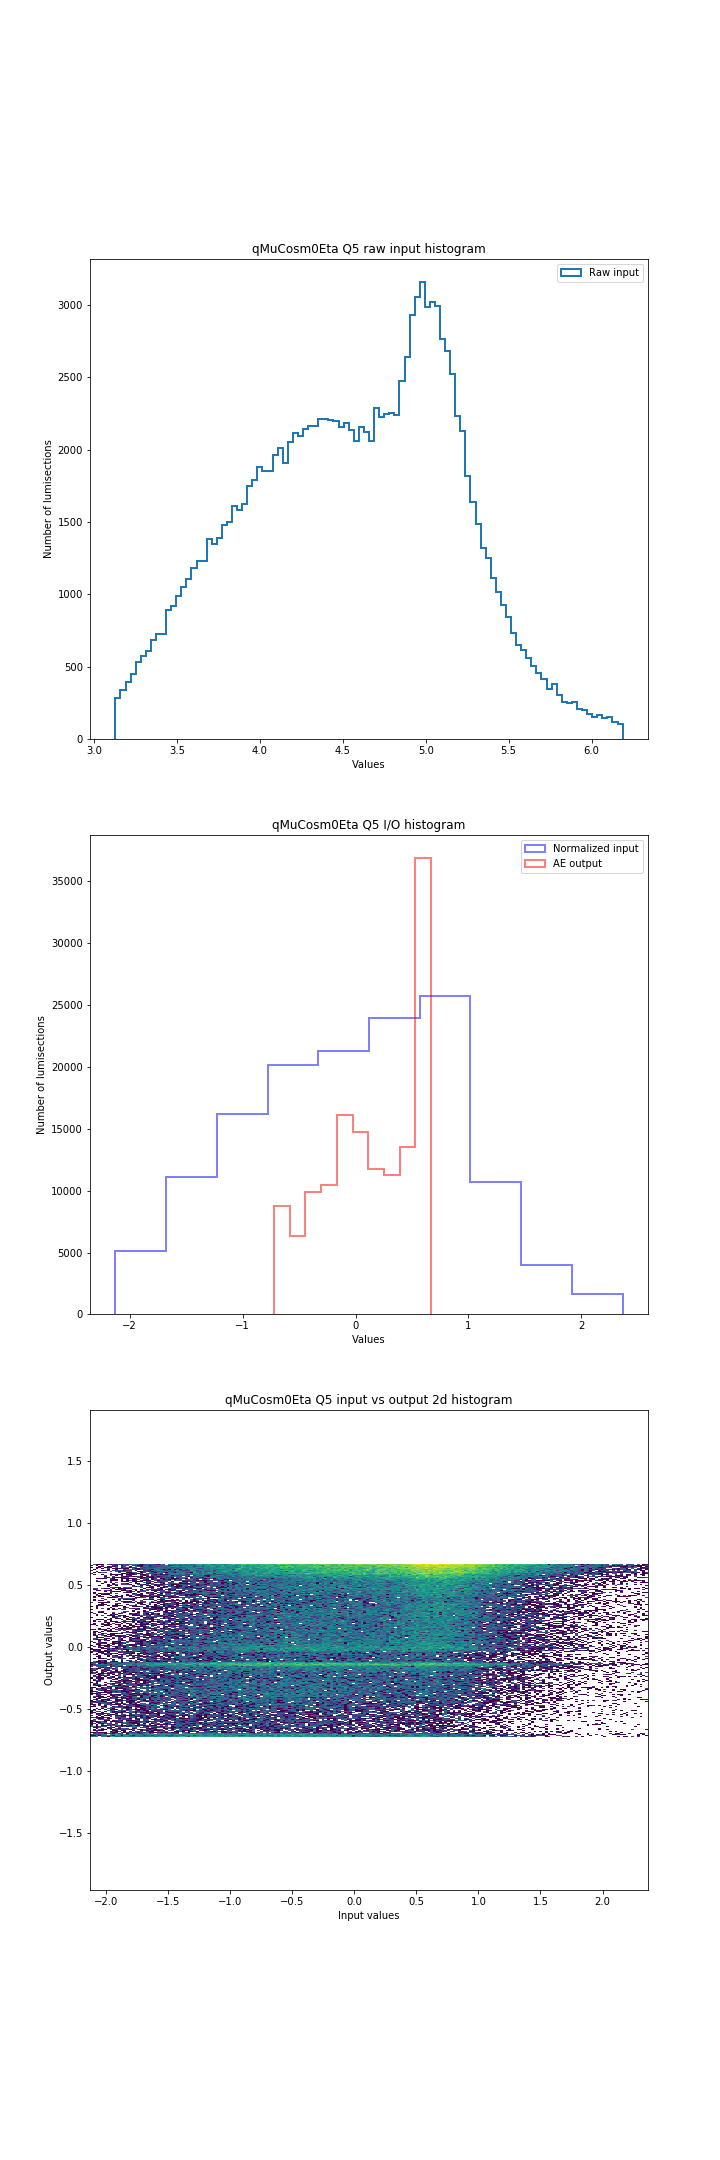 qMuCosm0Eta Q5 raw input histogram
Raw input
3000
2500
2000
1500
1000
500
0
Number of lumisections
3.0 3.5 4.0 4.5 5.0 5.5 6.0
Values
qMuCosm0Eta Q5 I/O histogram
Normalized input
AE output
35000
30000
25000
20000
15000
10000
5000
0
Number of lumisections
−2 −1 0 1 2
Values
qMuCosm0Eta Q5 input vs output 2d histogram
1.5
1.0
0.5
0.0
−0.5
−1.0
−1.5
Output values
−2.0 −1.5 −1.0 −0.5 0.0 0.5 1.0 1.5 2.0
Input values